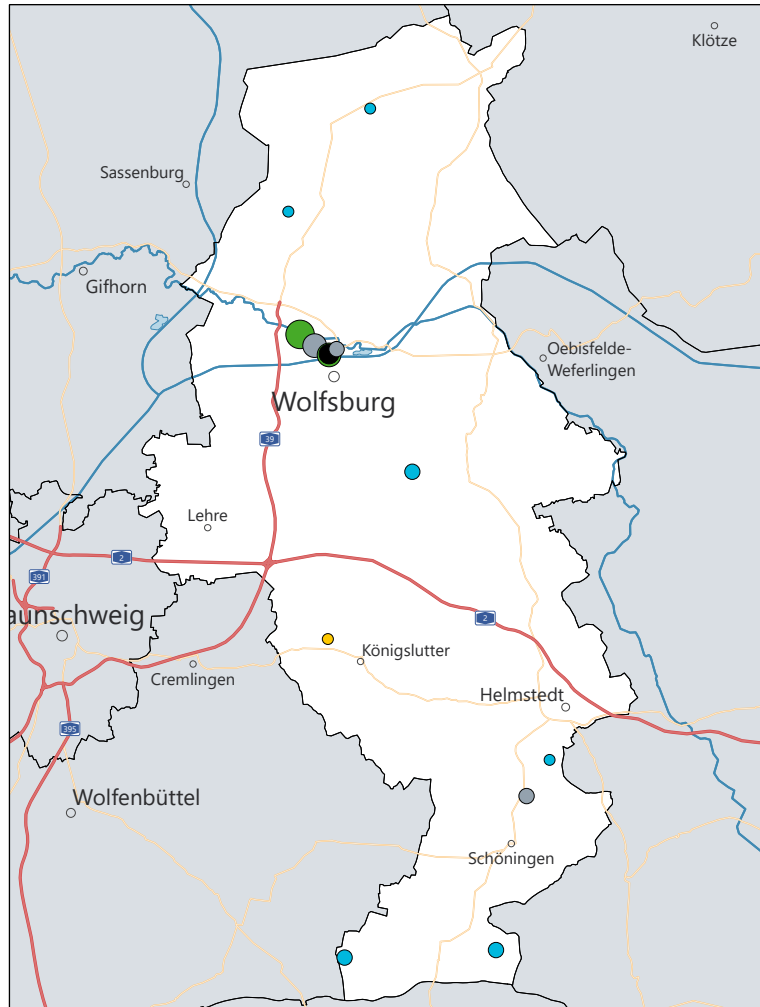 Klötze
Sassenburg
Gifhorn
Oebisfelde-
Weferlingen
Wolfsburg
39
Lehre
2
391
aunschweig
2
Königslutter
Cremlingen
Helmstedt
395
Wolfenbüttel
Schöningen